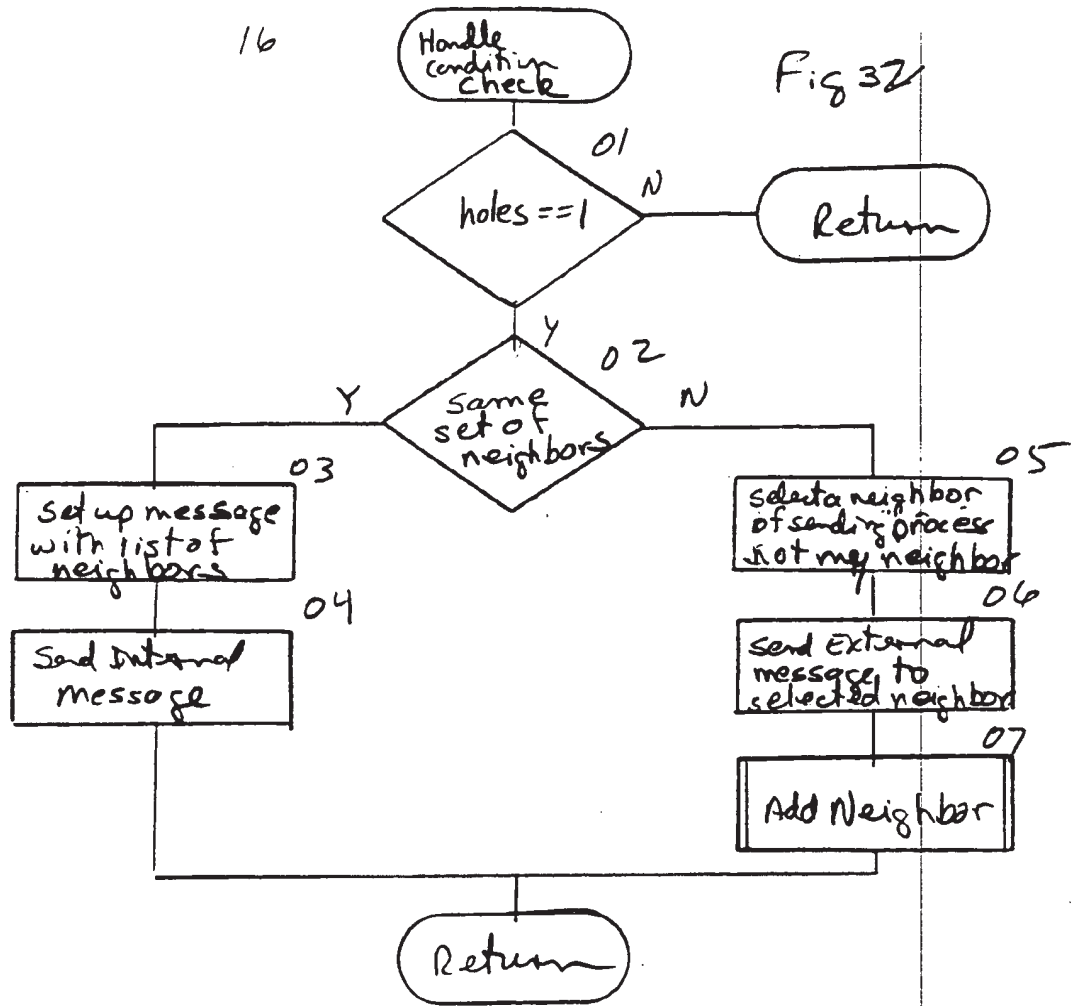 16
Handle
condition
check
Fig 32
01
holes==1
N
Return
Y
02
same
set of
neighbors
Y
N
03
set up message
with list of
neighbors
05
select a neighbor
of sending process
not my neighbor
04
Send Internal
message
06
send External
message to
selected neighbor
07
Add Neighbor
Return